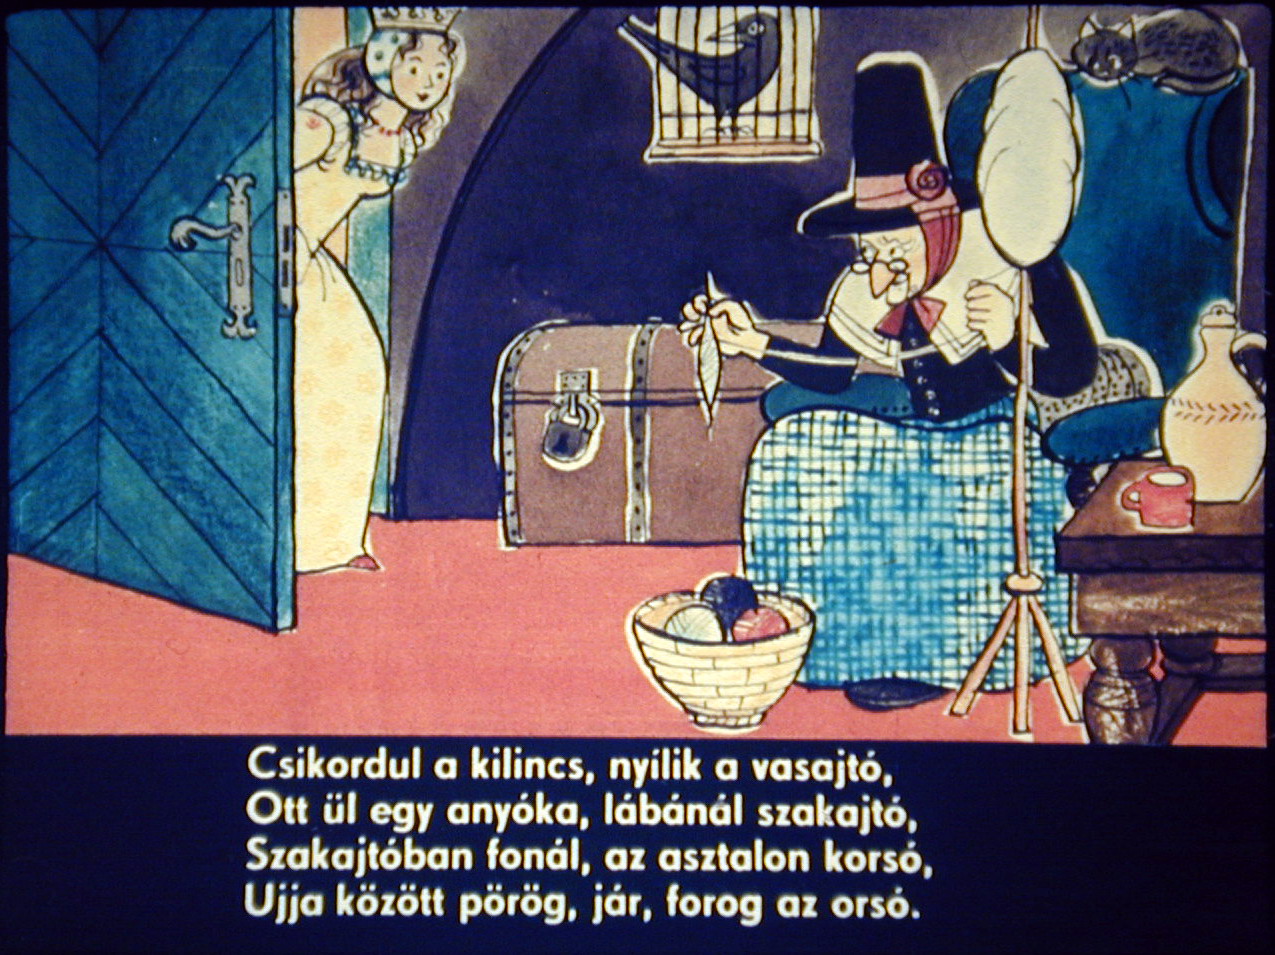 Csikordul a kilincs, nyílik a vasajtó,
Ott ül egy anyóka, lábánál szakajtó,
Szakajtóban fonál, az asztalon korsó,
Ujja között pörög, jár, forog az orsó.